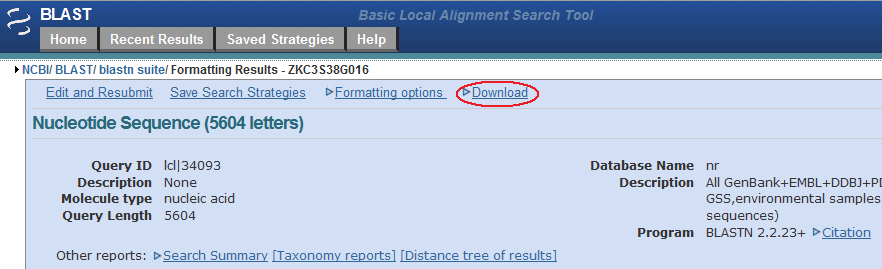 BLAST Basic Local Alignment Search Tool
Home Recent Results Saved Strategies Help
NCBI/ BLAST/ blastn suite/ Formatting Results - ZKC3S38G016
Edit and Resubmit Save Search Strategies Formatting options Download
Nucleotide Sequence (5604 letters)
Query ID lcl|34093
Description None
Molecule type nucleic acid
Query Length 5604
Database Name nr
Description All GenBank+EMBL+DDBJ+PD
GSS,environmental samples
sequences)
Program BLASTN 2.2.23+ Citation
Other reports: Search Summary [Taxonomy reports] [Distance tree of results]